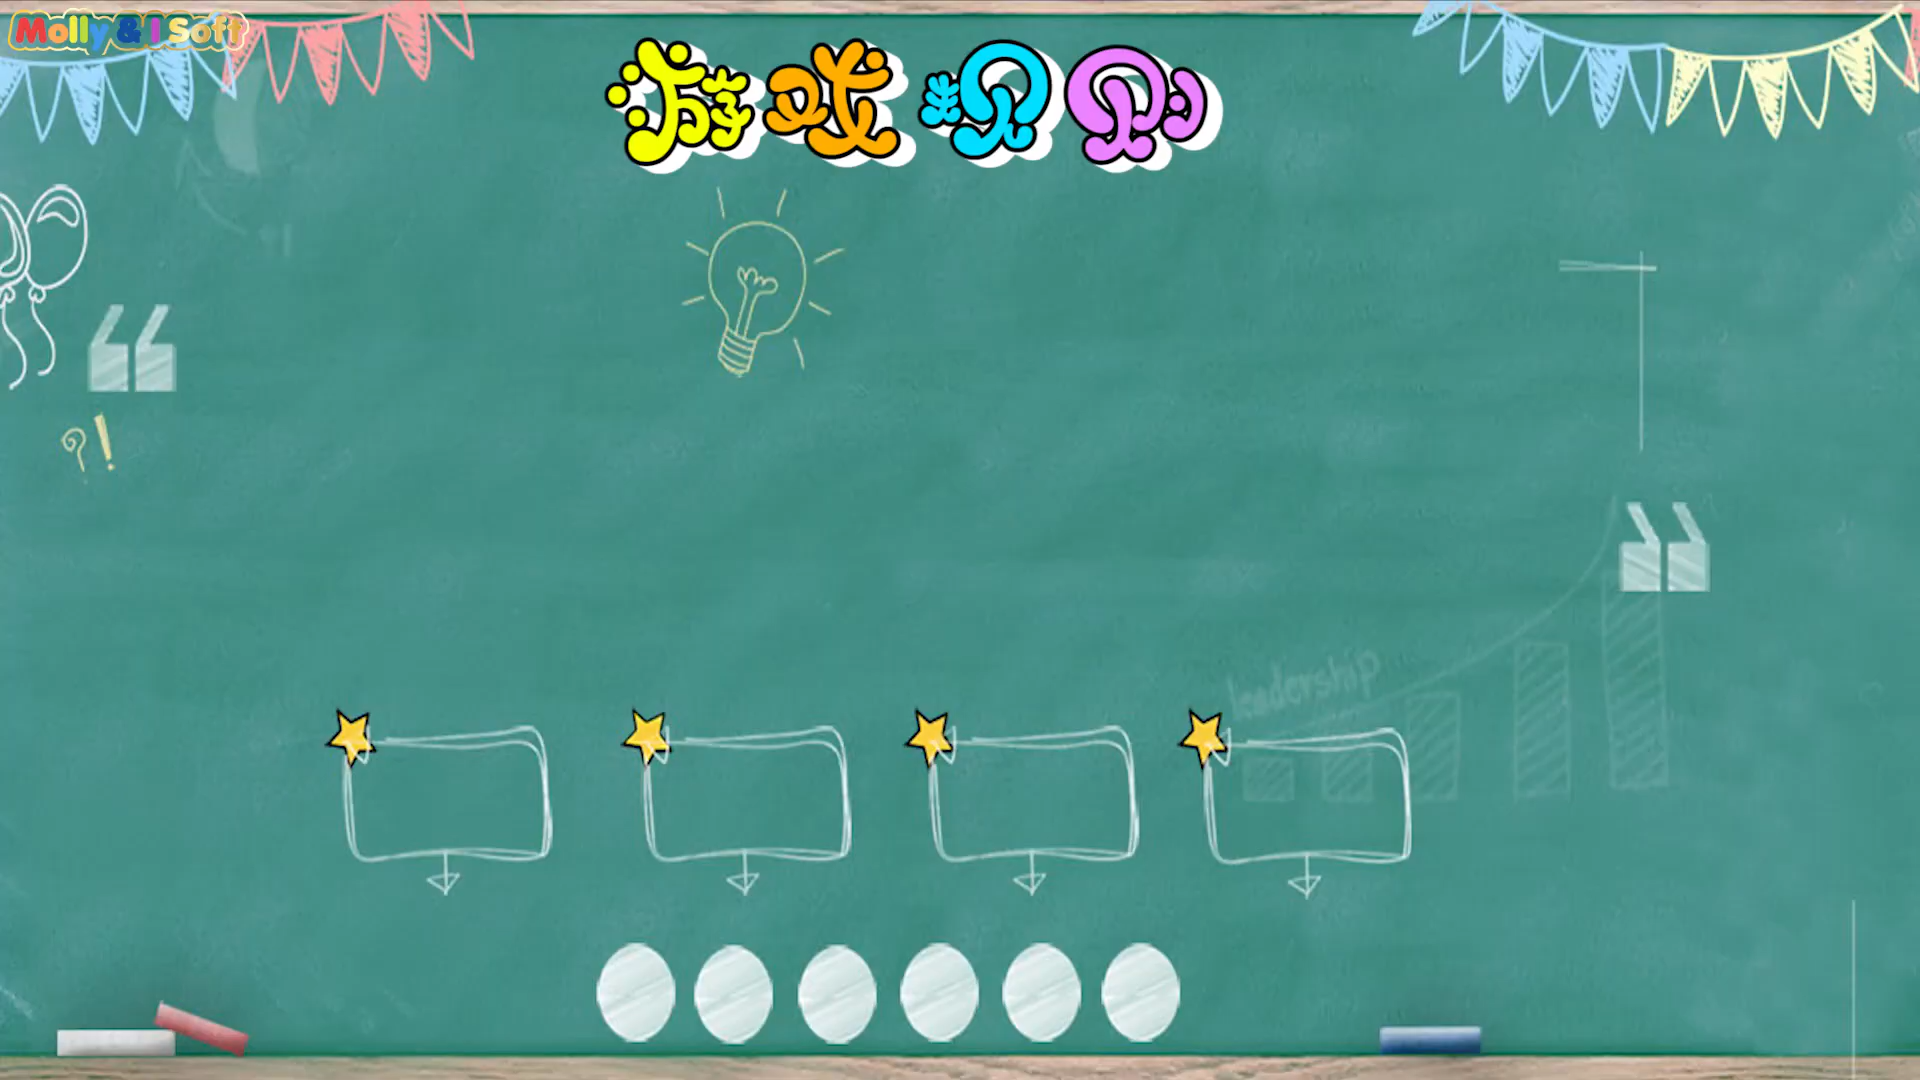 Molly & I Soft
游戏规则
“
?!
”
leadership